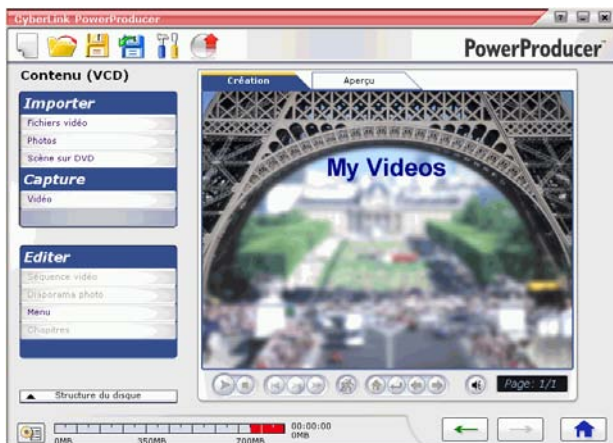 CyberLink PowerProducer
PowerProducer™
Contenu (VCD)
Importer
Fichiers vidéo
Photos
Scène sur DVD
Capture
Vidéo
Editer
Séquence vidéo
Diaporama photo
Menu
Chapitres
Structure du disque
Création
Aperçu
My Videos
Page: 1/1
0MB 350MB 700MB
00:00:00
0MB